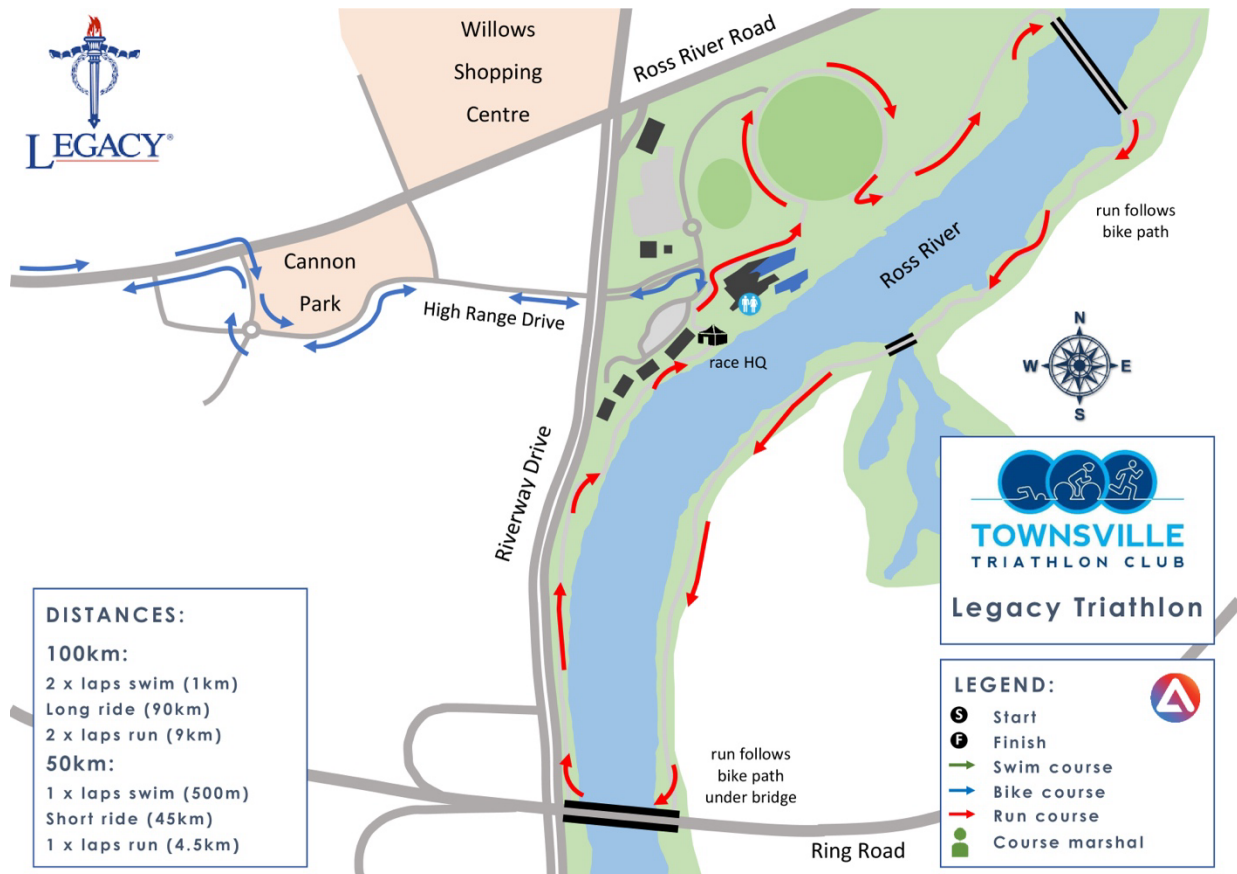 LEGACY®
Willows
Shopping
Centre
Ross River Road
Cannon
Park
High Range Drive
Riverway Drive
race HQ
Ross River
run follows
bike path
N
W
E
S
TOWNSVILLE
TRIATHLON CLUB
Legacy Triathlon
DISTANCES:
100km:
2 x laps swim (1km)
Long ride (90km)
2 x laps run (9km)
50km:
1 x laps swim (500m)
Short ride (45km)
1 x laps run (4.5km)
run follows
bike path
under bridge
Ring Road
LEGEND:
S Start
F Finish
Swim course
Bike course
Run course
Course marshal